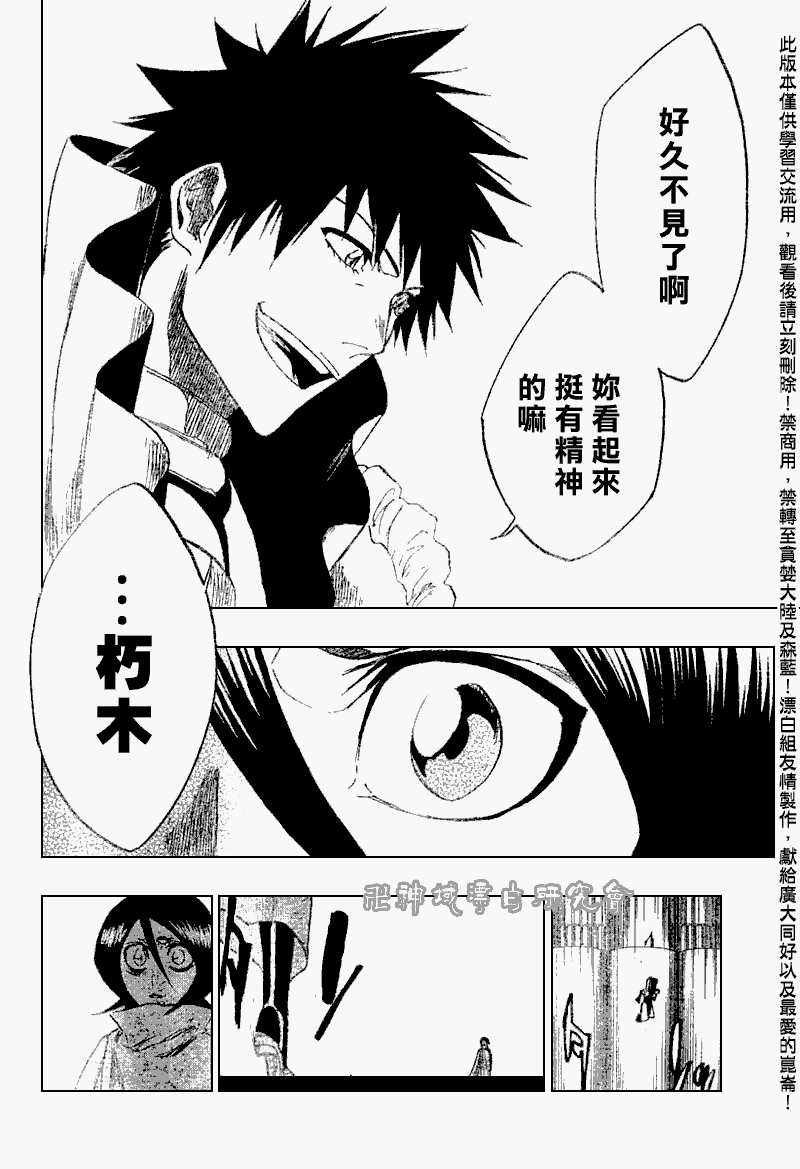 好久不見了啊
妳看起來
挺有精神
的嘛
…朽木
卍神域漂白研究會
此版本僅供學習交流用，觀看後請立刻刪除！禁商用，禁轉至貪婪大陸及森藍！漂白組友情製作，獻給廣大同好以及最愛的崑崙！